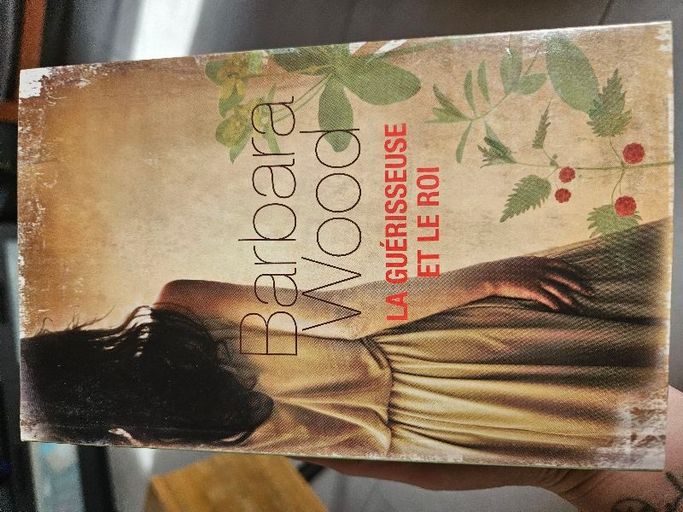 Barbara
Wood
LA GUÉRISSEUSE
ET LE ROI